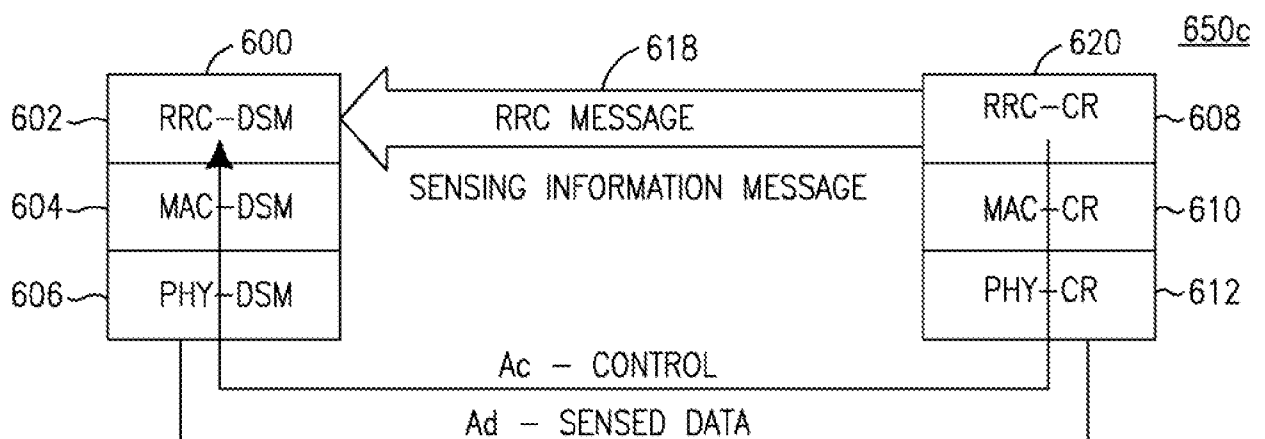 600
618
620
650c
602
RRC-DSM
RRC MESSAGE
RRC-CR
608
SENSING INFORMATION MESSAGE
604
MAC-DSM
MAC-CR
610
606
PHY-DSM
PHY-CR
612
Ac - CONTROL
Ad - SENSED DATA